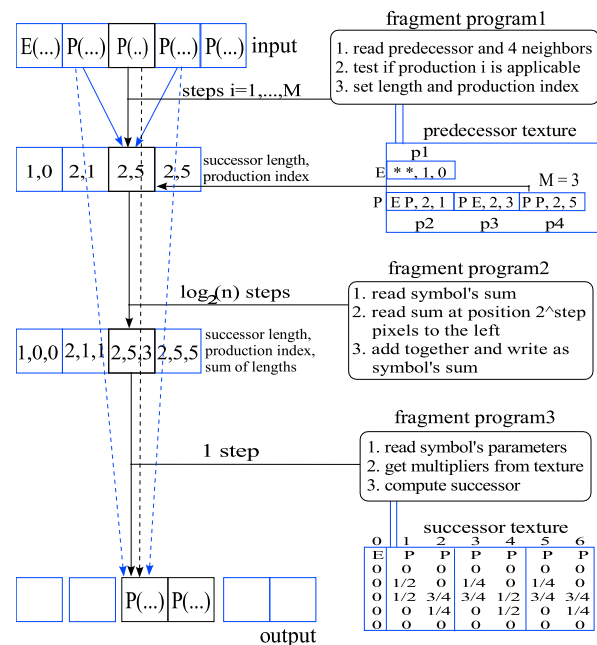 fragment program1
E(...) P(...) P(..) P(...) P(...) input
1. read predecessor and 4 neighbors
2. test if production i is applicable
3. set length and production index
steps i=1,...,M
predecessor texture
p1
E * *, 1, 0
M = 3
P E P, 2, 1 P E, 2, 3 P P, 2, 5
p2 p3 p4
1,0 2,1 2,5 2,5
successor length,
production index
fragment program2
log2(n) steps
1. read symbol's sum
2. read sum at position 2^step
pixels to the left
3. add together and write as
symbol's sum
1,0,0 2,1,1 2,5,3 2,5,5
successor length,
production index,
sum of lengths
fragment program3
1 step
1. read symbol's parameters
2. get multipliers from texture
3. compute successor
successor texture
0 1 2 3 4 5 6
E P P P P P P
0 0 0 0 0 0 0
0 1/2 0 1/4 0 1/4 0
0 1/2 3/4 3/4 1/2 3/4 3/4
0 0 1/4 0 1/2 0 1/4
0 0 0 0 0 0 0
P(...) P(...)
output